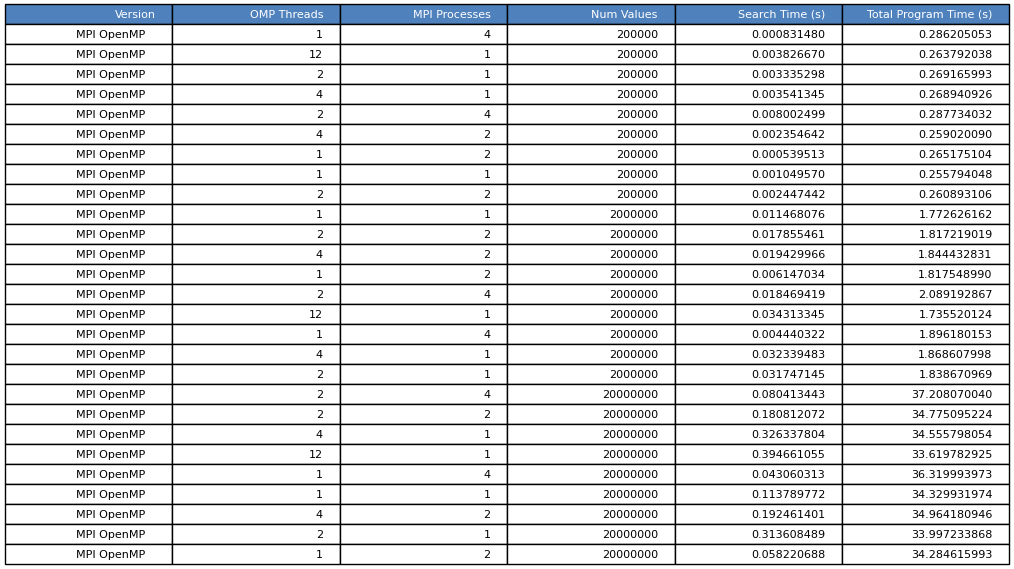 Version OMP Threads MPI Processes Num Values Search Time (s) Total Program Time (s)
MPI OpenMP 1 4 200000 0.000831480 0.286205053
MPI OpenMP 12 1 200000 0.003826670 0.263792038
MPI OpenMP 2 1 200000 0.003335298 0.269165993
MPI OpenMP 4 1 200000 0.003541345 0.268940926
MPI OpenMP 2 4 200000 0.008002499 0.287734032
MPI OpenMP 4 2 200000 0.002354642 0.259020090
MPI OpenMP 1 2 200000 0.000539513 0.265175104
MPI OpenMP 1 1 200000 0.001049570 0.255794048
MPI OpenMP 2 2 200000 0.002447442 0.260893106
MPI OpenMP 1 1 2000000 0.011468076 1.772626162
MPI OpenMP 2 2 2000000 0.017855461 1.817219019
MPI OpenMP 4 2 2000000 0.019429966 1.844432831
MPI OpenMP 1 2 2000000 0.006147034 1.817548990
MPI OpenMP 2 4 2000000 0.018469419 2.089192867
MPI OpenMP 12 1 2000000 0.034313345 1.735520124
MPI OpenMP 1 4 2000000 0.004440322 1.896180153
MPI OpenMP 4 1 2000000 0.032339483 1.868607998
MPI OpenMP 2 1 2000000 0.031747145 1.838670969
MPI OpenMP 2 4 20000000 0.080413443 37.208070040
MPI OpenMP 2 2 20000000 0.180812072 34.775095224
MPI OpenMP 4 1 20000000 0.326337804 34.555798054
MPI OpenMP 12 1 20000000 0.394661055 33.619782925
MPI OpenMP 1 4 20000000 0.043060313 36.319993973
MPI OpenMP 1 1 20000000 0.113789772 34.329931974
MPI OpenMP 4 2 20000000 0.192461401 34.964180946
MPI OpenMP 2 1 20000000 0.313608489 33.997233868
MPI OpenMP 1 2 20000000 0.058220688 34.284615993